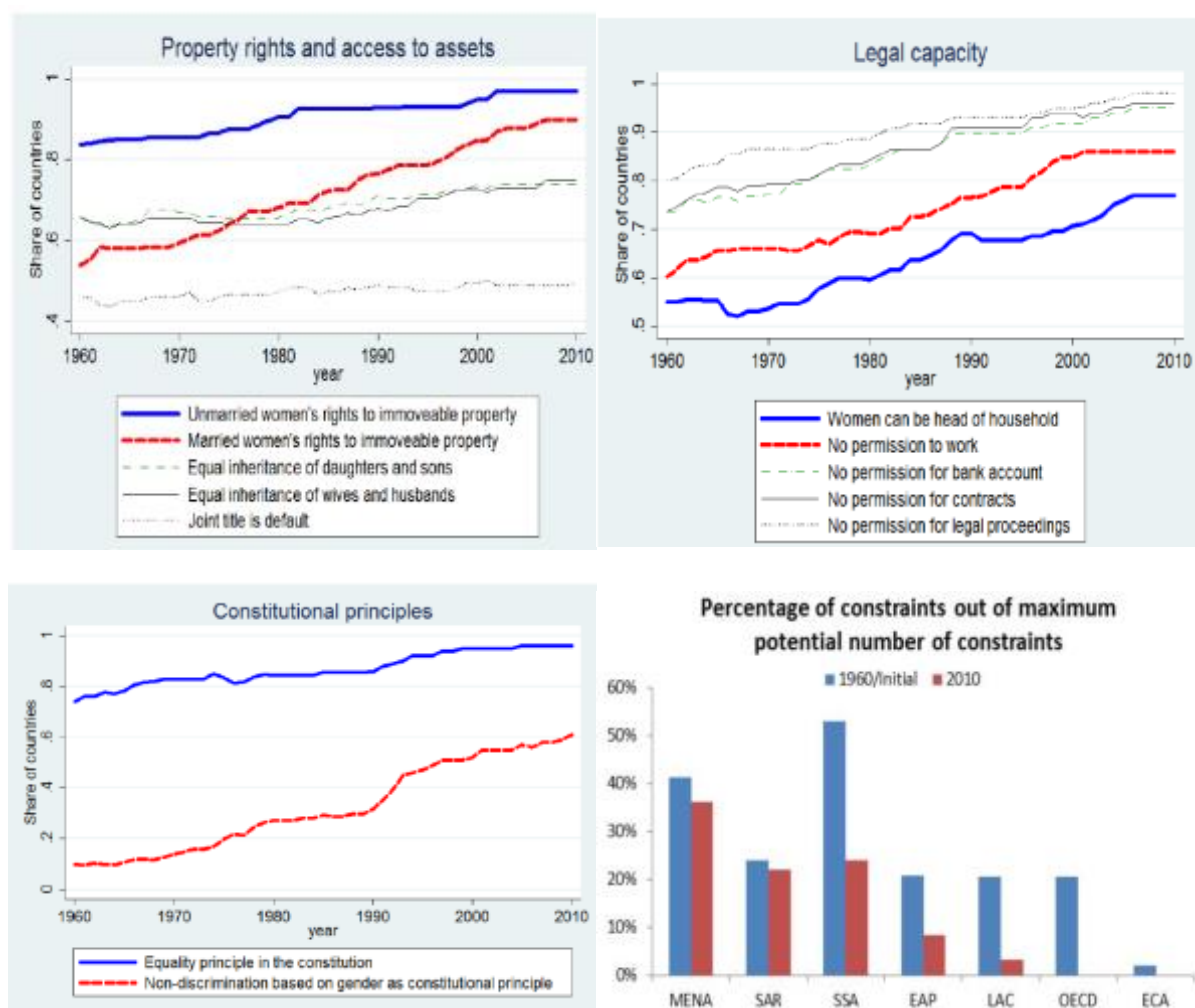 Property rights and access to assets
Share of countries
1
.8
.6
.4
1960 1970 1980 1990 2000 2010
year
Unmarried women's rights to immoveable property
Married women's rights to immoveable property
Equal inheritance of daughters and sons
Equal inheritance of wives and husbands
Joint title is default
Legal capacity
Share of countries
1
.9
.8
.7
.6
.5
1960 1970 1980 1990 2000 2010
year
Women can be head of household
No permission to work
No permission for bank account
No permission for contracts
No permission for legal proceedings
Constitutional principles
Share of countries
1
.8
.6
.4
.2
0
1960 1970 1980 1990 2000 2010
year
Equality principle in the constitution
Non-discrimination based on gender as constitutional principle
Percentage of constraints out of maximum
potential number of constraints
1960/Initial 2010
60%
50%
40%
30%
20%
10%
0%
MENA SAR SSA EAP LAC OECD ECA